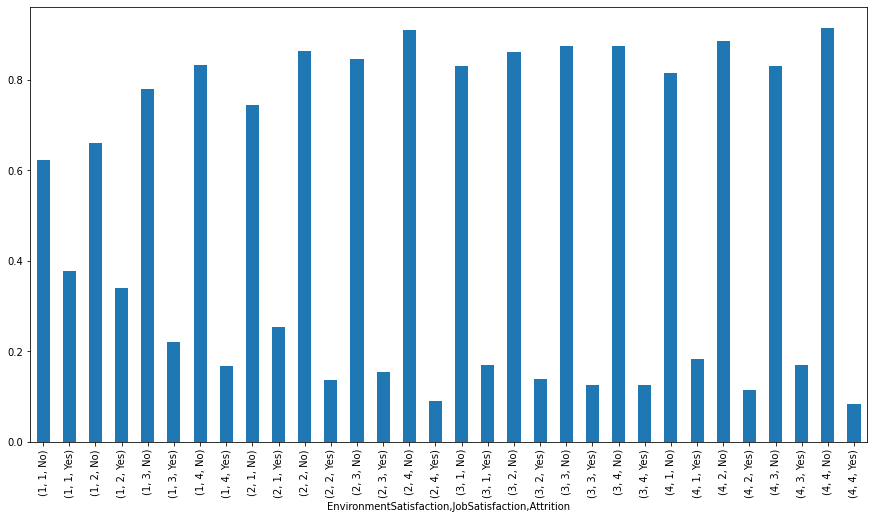 0.8
0.6
0.4
0.2
0.0
(1, 1, No)
(1, 1, Yes)
(1, 2, No)
(1, 2, Yes)
(1, 3, No)
(1, 3, Yes)
(1, 4, No)
(1, 4, Yes)
(2, 1, No)
(2, 1, Yes)
(2, 2, No)
(2, 2, Yes)
(2, 3, No)
(2, 3, Yes)
(2, 4, No)
(2, 4, Yes)
(3, 1, No)
(3, 1, Yes)
(3, 2, No)
(3, 2, Yes)
(3, 3, No)
(3, 3, Yes)
(3, 4, No)
(3, 4, Yes)
(4, 1, No)
(4, 1, Yes)
(4, 2, No)
(4, 2, Yes)
(4, 3, No)
(4, 3, Yes)
(4, 4, No)
(4, 4, Yes)
EnvironmentSatisfaction,JobSatisfaction,Attrition